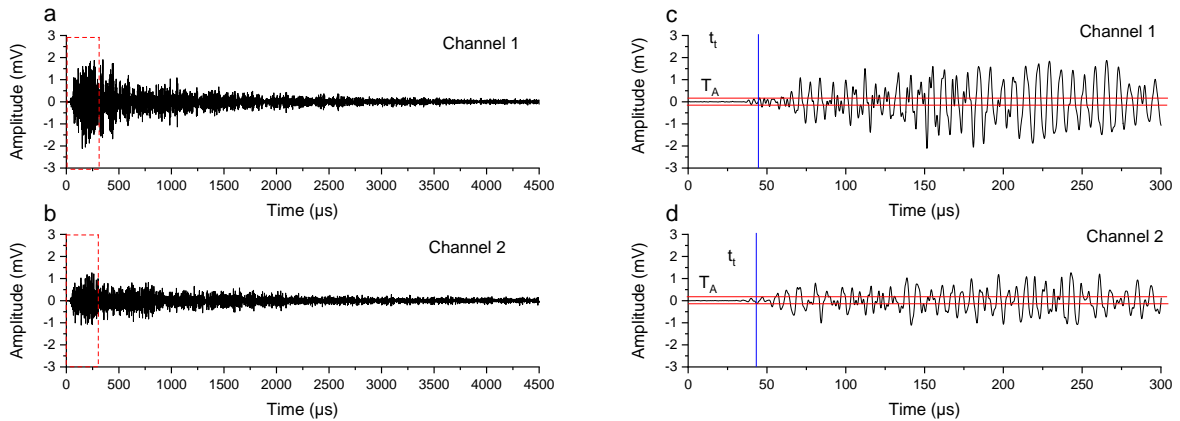 a
Channel 1
Amplitude (mV)
3
2
1
0
-1
-2
-3
0 500 1000 1500 2000 2500 3000 3500 4000 4500
Time (µs)
b
Channel 2
Amplitude (mV)
3
2
1
0
-1
-2
-3
0 500 1000 1500 2000 2500 3000 3500 4000 4500
Time (µs)
c
Channel 1
t_t
T_A
Amplitude (mV)
3
2
1
0
-1
-2
-3
0 50 100 150 200 250 300
Time (µs)
d
Channel 2
t_t
T_A
Amplitude (mV)
3
2
1
0
-1
-2
-3
0 50 100 150 200 250 300
Time (µs)